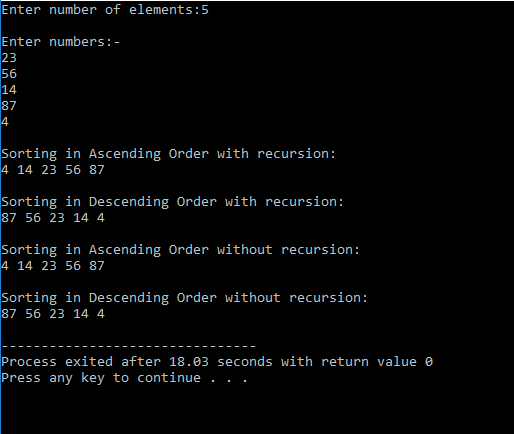 Enter number of elements:5
Enter numbers:-
23
56
14
87
4
Sorting in Ascending Order with recursion:
4 14 23 56 87
Sorting in Descending Order with recursion:
87 56 23 14 4
Sorting in Ascending Order without recursion:
4 14 23 56 87
Sorting in Descending Order without recursion:
87 56 23 14 4
--------------------------------
Process exited after 18.03 seconds with return value 0
Press any key to continue . . .